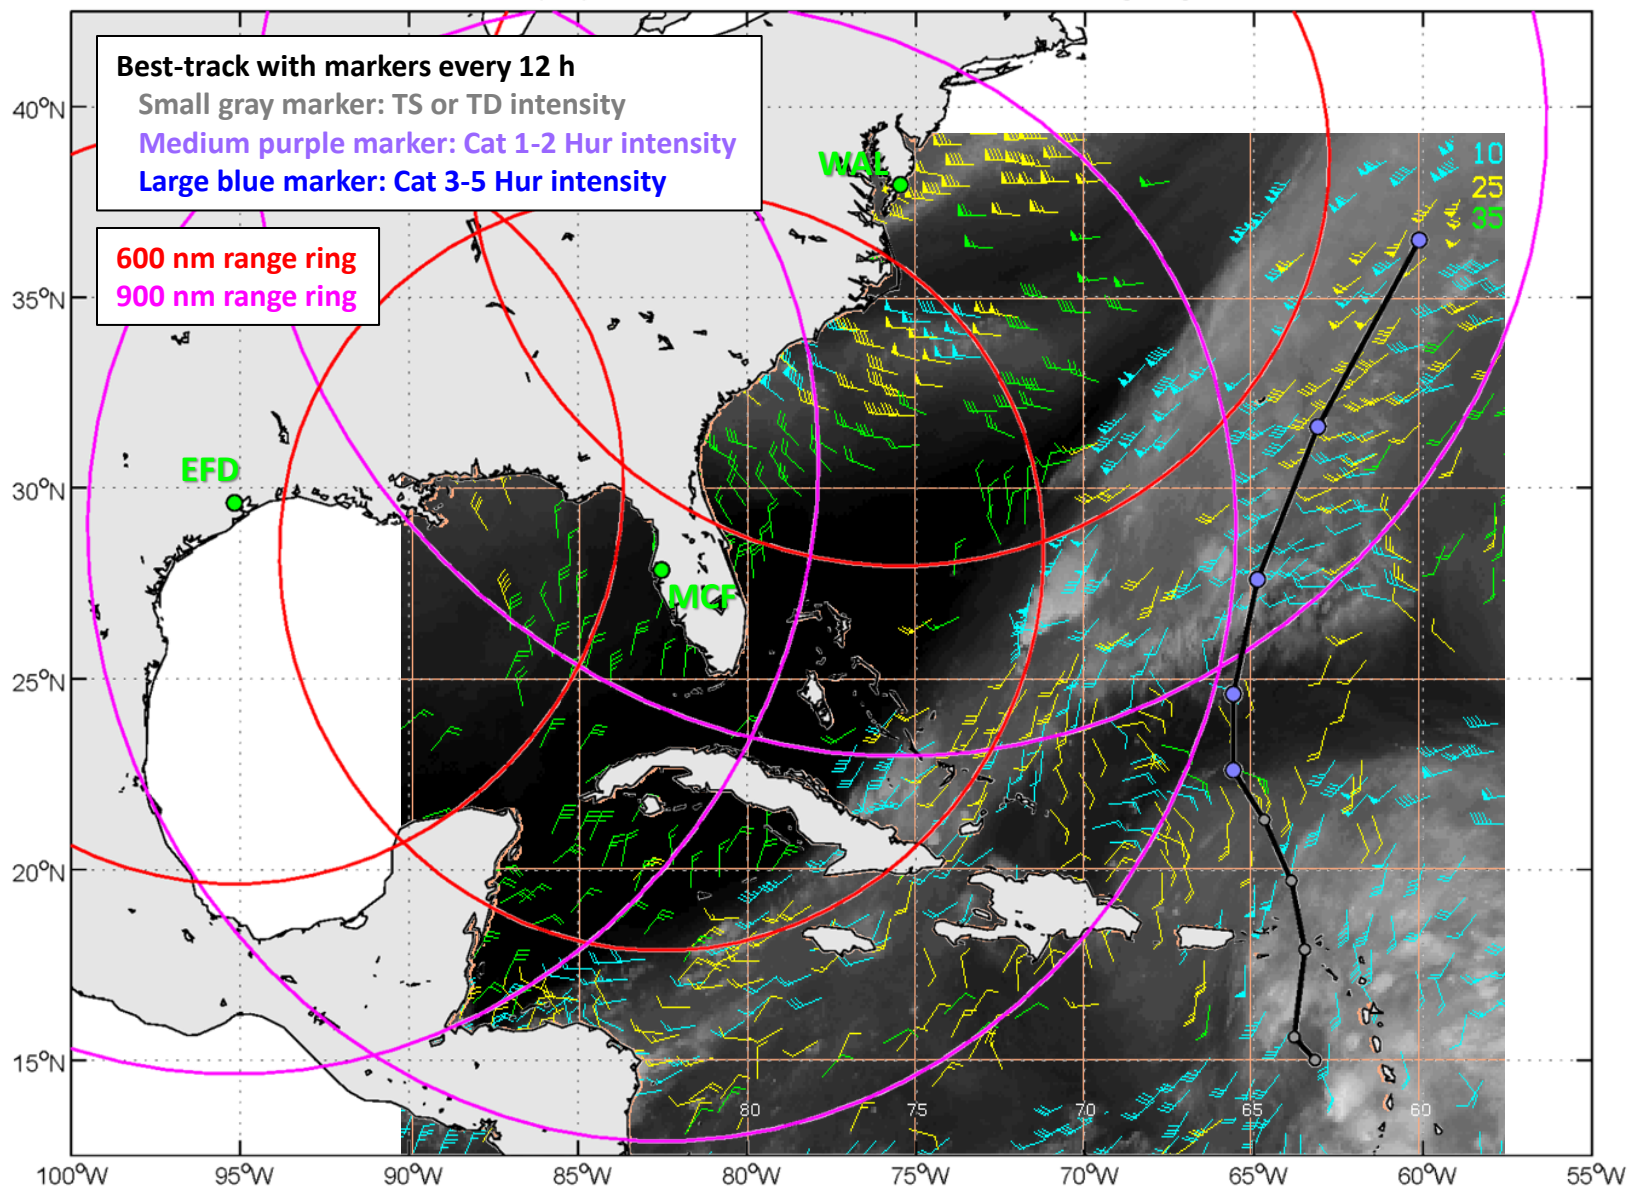 Best-track with markers every 12 h
Small gray marker: TS or TD intensity
Medium purple marker: Cat 1-2 Hur intensity
Large blue marker: Cat 3-5 Hur intensity
600 nm range ring
900 nm range ring
WAL
EFD
MCF
10
25
35
40°N
35°N
30°N
25°N
20°N
15°N
80 75 70 65 60
100°W 95°W 90°W 85°W 80°W 75°W 70°W 65°W 60°W 55°W